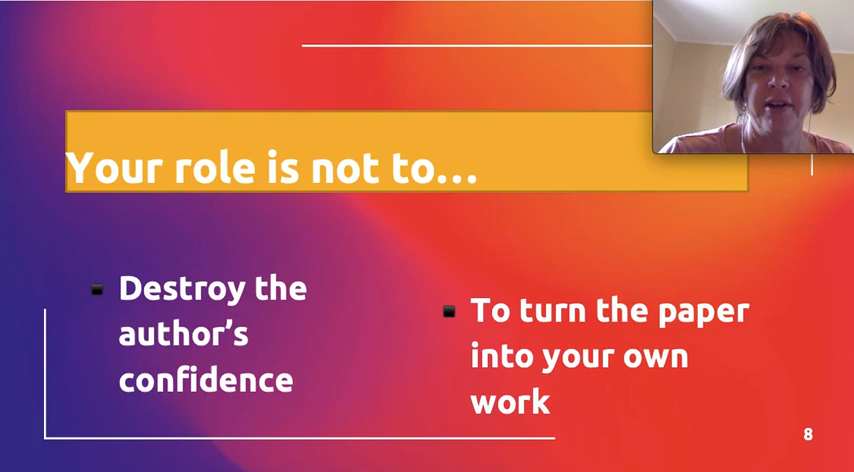 Your role is not to...
Destroy the
author's
confidence
To turn the paper
into your own
work
8